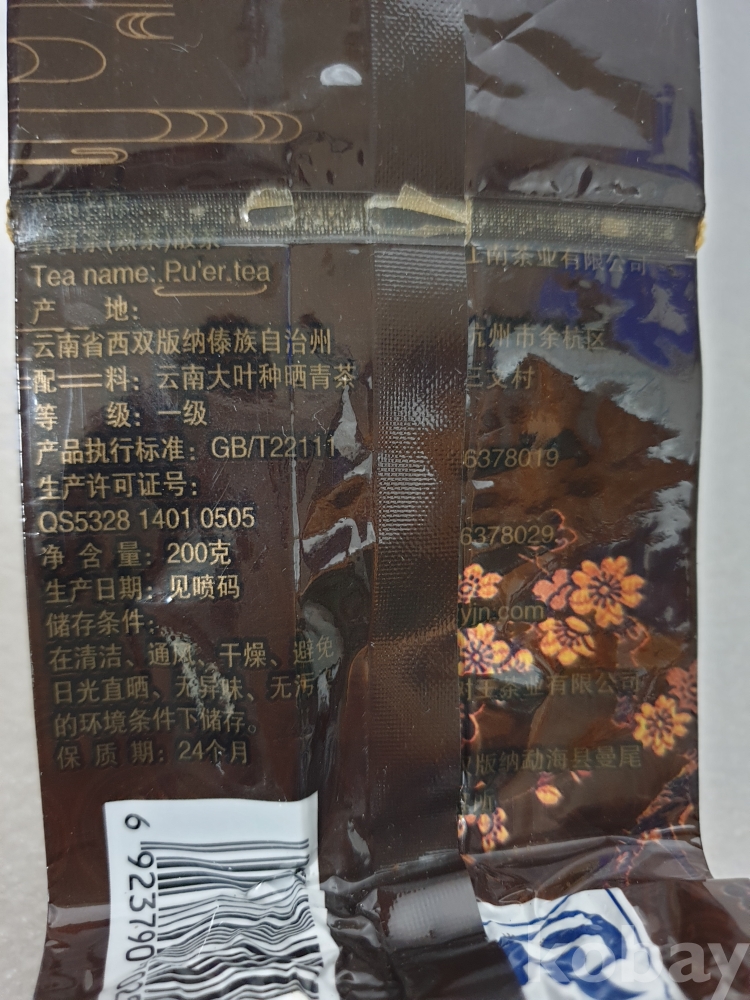 Tea name: Pu'er tea
产 地:
云南省西双版纳傣族自治州
配 料: 云南大叶种晒青茶
等 级: 一级
产品执行标准: GB/T22111
生产许可证号:
QS5328 1401 0505
净 含 量: 200克
生产日期: 见喷码
储存条件:
在清洁、通风、干燥、避免
日光直晒、无异味、无污
的环境条件下储存。
保 质 期: 24个月
6 923790
南茶业有限公司
州市余杭区
文村
6378019
6378029
yjn.com
茶业有限公司
版纳勐海县曼尾